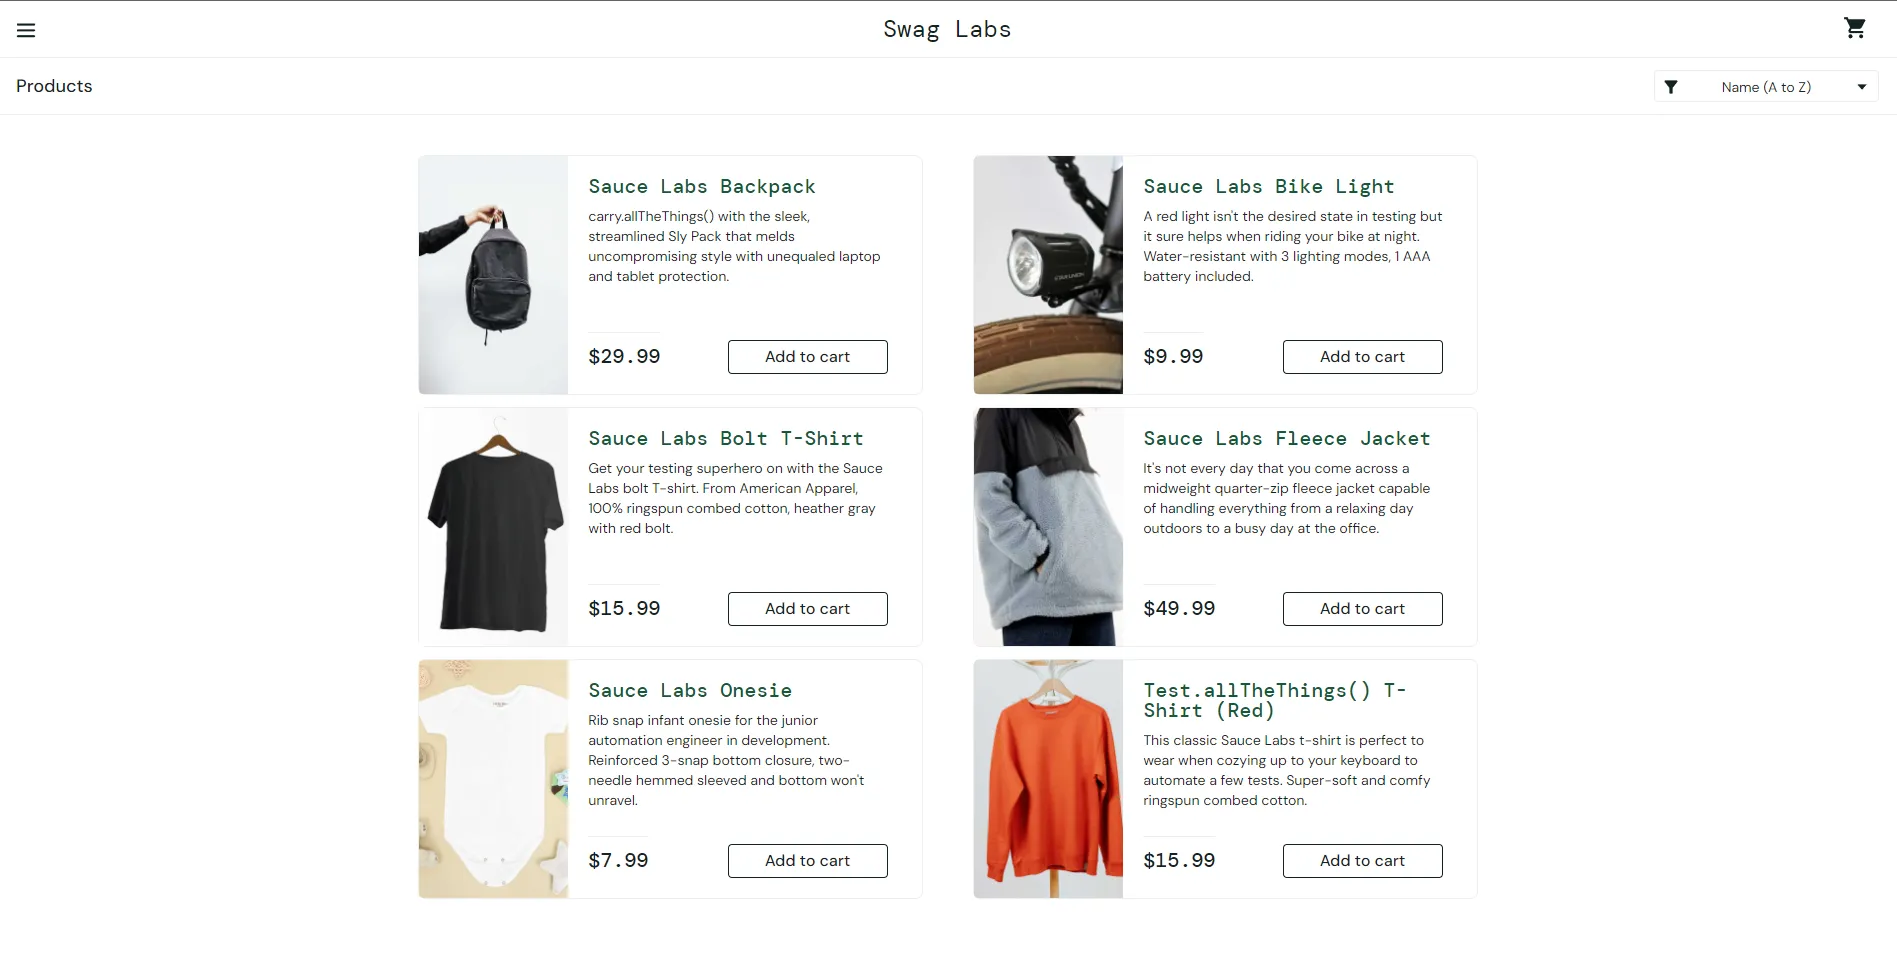 Swag Labs
Products
Name (A to Z)
Sauce Labs Backpack
carry.allTheThings() with the sleek,
streamlined Sly Pack that melds
uncompromising style with unequaled laptop
and tablet protection.
$29.99
Add to cart
Sauce Labs Bike Light
A red light isn't the desired state in testing but
it sure helps when riding your bike at night.
Water-resistant with 3 lighting modes, 1 AAA
battery included.
$9.99
Add to cart
Sauce Labs Bolt T-Shirt
Get your testing superhero on with the Sauce
Labs bolt T-shirt. From American Apparel,
100% ringspun combed cotton, heather gray
with red bolt.
$15.99
Add to cart
Sauce Labs Fleece Jacket
It's not every day that you come across a
midweight quarter-zip fleece jacket capable
of handling everything from a relaxing day
outdoors to a busy day at the office.
$49.99
Add to cart
Sauce Labs Onesie
Rib snap infant onesie for the junior
automation engineer in development.
Reinforced 3-snap bottom closure, two-
needle hemmed sleeved and bottom won't
unravel.
$7.99
Add to cart
Test.allTheThings() T-
Shirt (Red)
This classic Sauce Labs t-shirt is perfect to
wear when cozying up to your keyboard to
automate a few tests. Super-soft and comfy
ringspun combed cotton.
$15.99
Add to cart